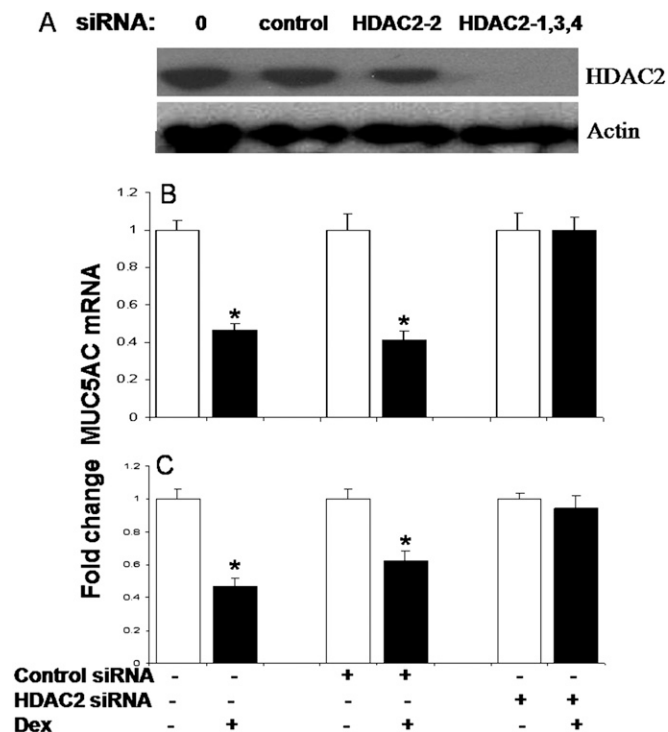 A siRNA: 0 control HDAC2-2 HDAC2-1,3,4
HDAC2
Actin
B
1.2
1
0.8
0.6
0.4
0.2
0
* *
MUC5AC mRNA
C
1
0.8
0.6
0.4
0.2
0
* *
Fold change
Control siRNA - - + + - -
HDAC2 siRNA - - - - + +
Dex - + - + - +